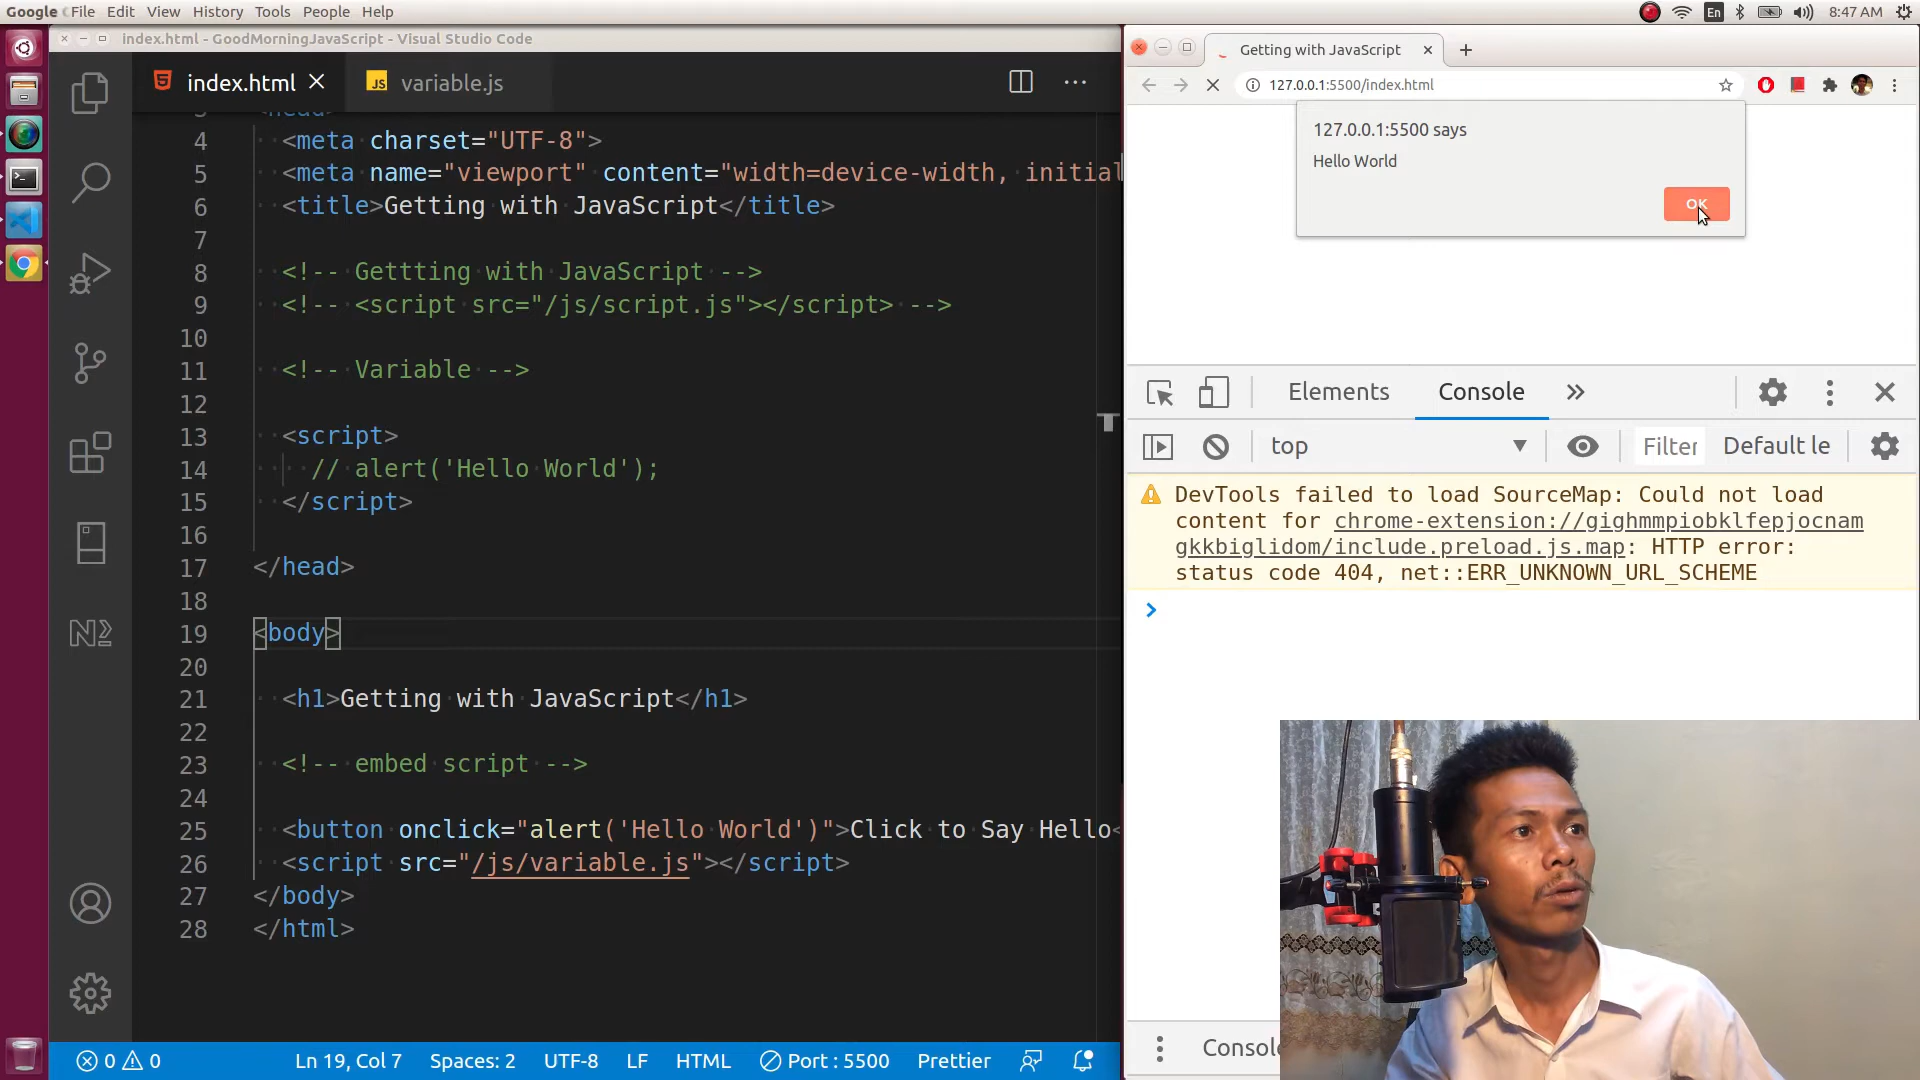 Google
File Edit View History Tools People Help
En
8:47 AM
index.html - GoodMorningJavaScript - Visual Studio Code
index.html
JS variable.js
4 <meta charset="UTF-8">
5 <meta name="viewport" content="width=device-width, initial
6 <title>Getting with JavaScript</title>
7
8 <!-- Gettting with JavaScript -->
9 <!-- <script src="/js/script.js"></script> -->
10
11 <!-- Variable -->
12
13 <script>
14 // alert('Hello World');
15 </script>
16
17 </head>
18
19 <body>
20
21 <h1>Getting with JavaScript</h1>
22
23 <!-- embed script -->
24
25 <button onclick="alert('Hello World')">Click to Say Hello<
26 <script src="/js/variable.js"></script>
27 </body>
28 </html>
0 0 Ln 19, Col 7 Spaces: 2 UTF-8 LF HTML Port : 5500 Prettier
Getting with JavaScript
127.0.0.1:5500/index.html
127.0.0.1:5500 says
Hello World
OK
Elements Console
top Filter Default le
DevTools failed to load SourceMap: Could not load
content for chrome-extension://gighmmpiobklfepjocnam
gkkbiglidom/include.preload.js.map: HTTP error:
status code 404, net::ERR_UNKNOWN_URL_SCHEME
Console